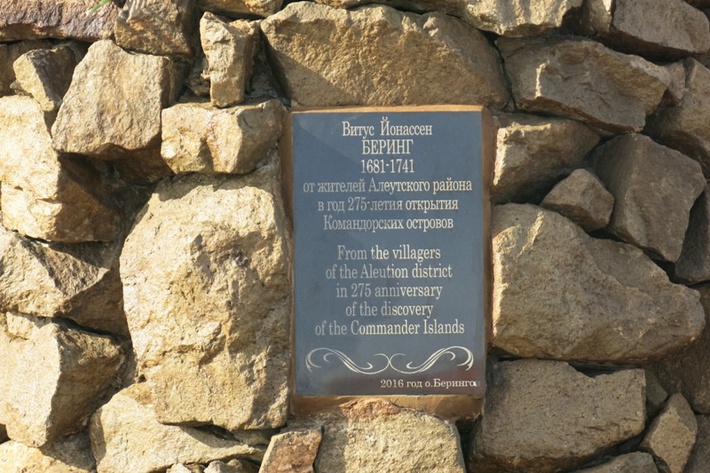 Витус Йонассен
БЕРИНГ
1681-1741
от жителей Алеутского района
в год 275-летия открытия
Командорских островов
From the villagers
of the Aleution district
in 275 anniversary
of the discovery
of the Commander Islands
2016 год о.Беринга